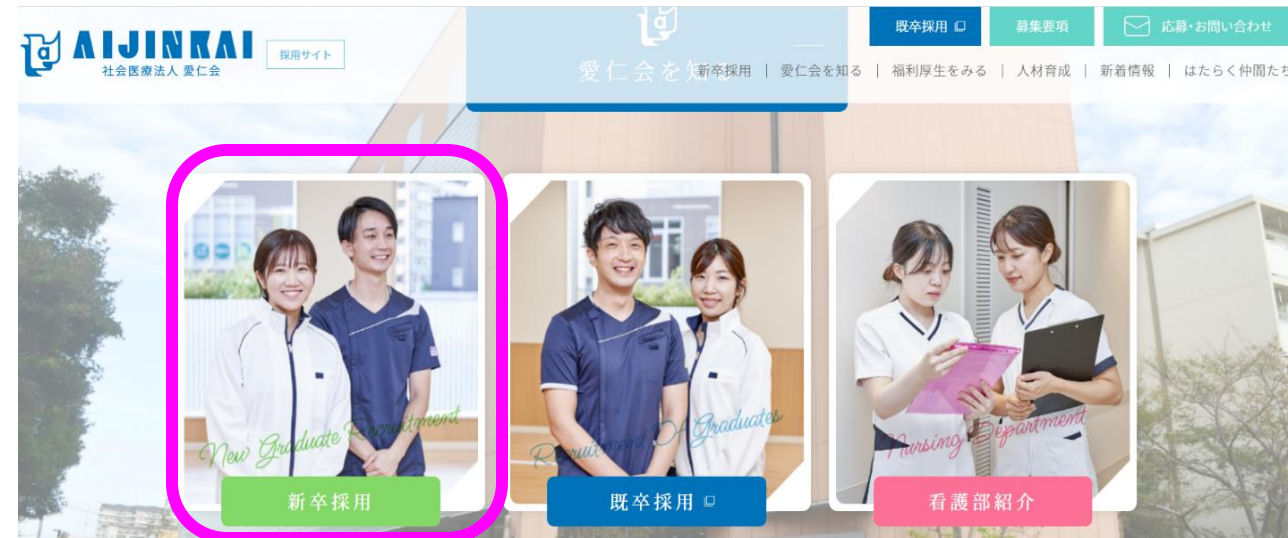 AIJINKAI
社会医療法人 愛仁会
採用サイト
既卒採用
募集要項
応募・お問い合わせ
愛仁会を知る
新卒採用 | 愛仁会を知る | 福利厚生をみる | 人材育成 | 新着情報 | はたらく仲間たち
New Graduate Recruitment
新卒採用
Recruitment Of Graduates
既卒採用
Nursing Department
看護部紹介